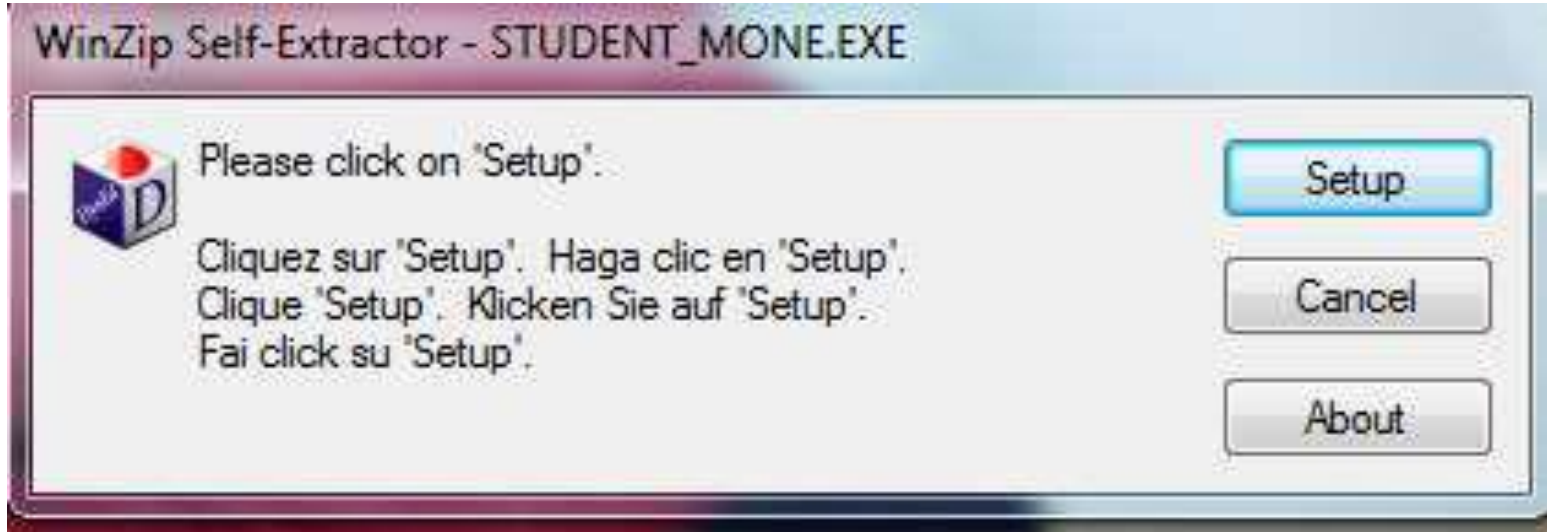 WinZip Self-Extractor - STUDENT_MONE.EXE
Please click on "Setup".
Cliquez sur "Setup". Haga clic en "Setup".
Clique "Setup". Klicken Sie auf "Setup".
Fai click su "Setup".
Setup
Cancel
About
D